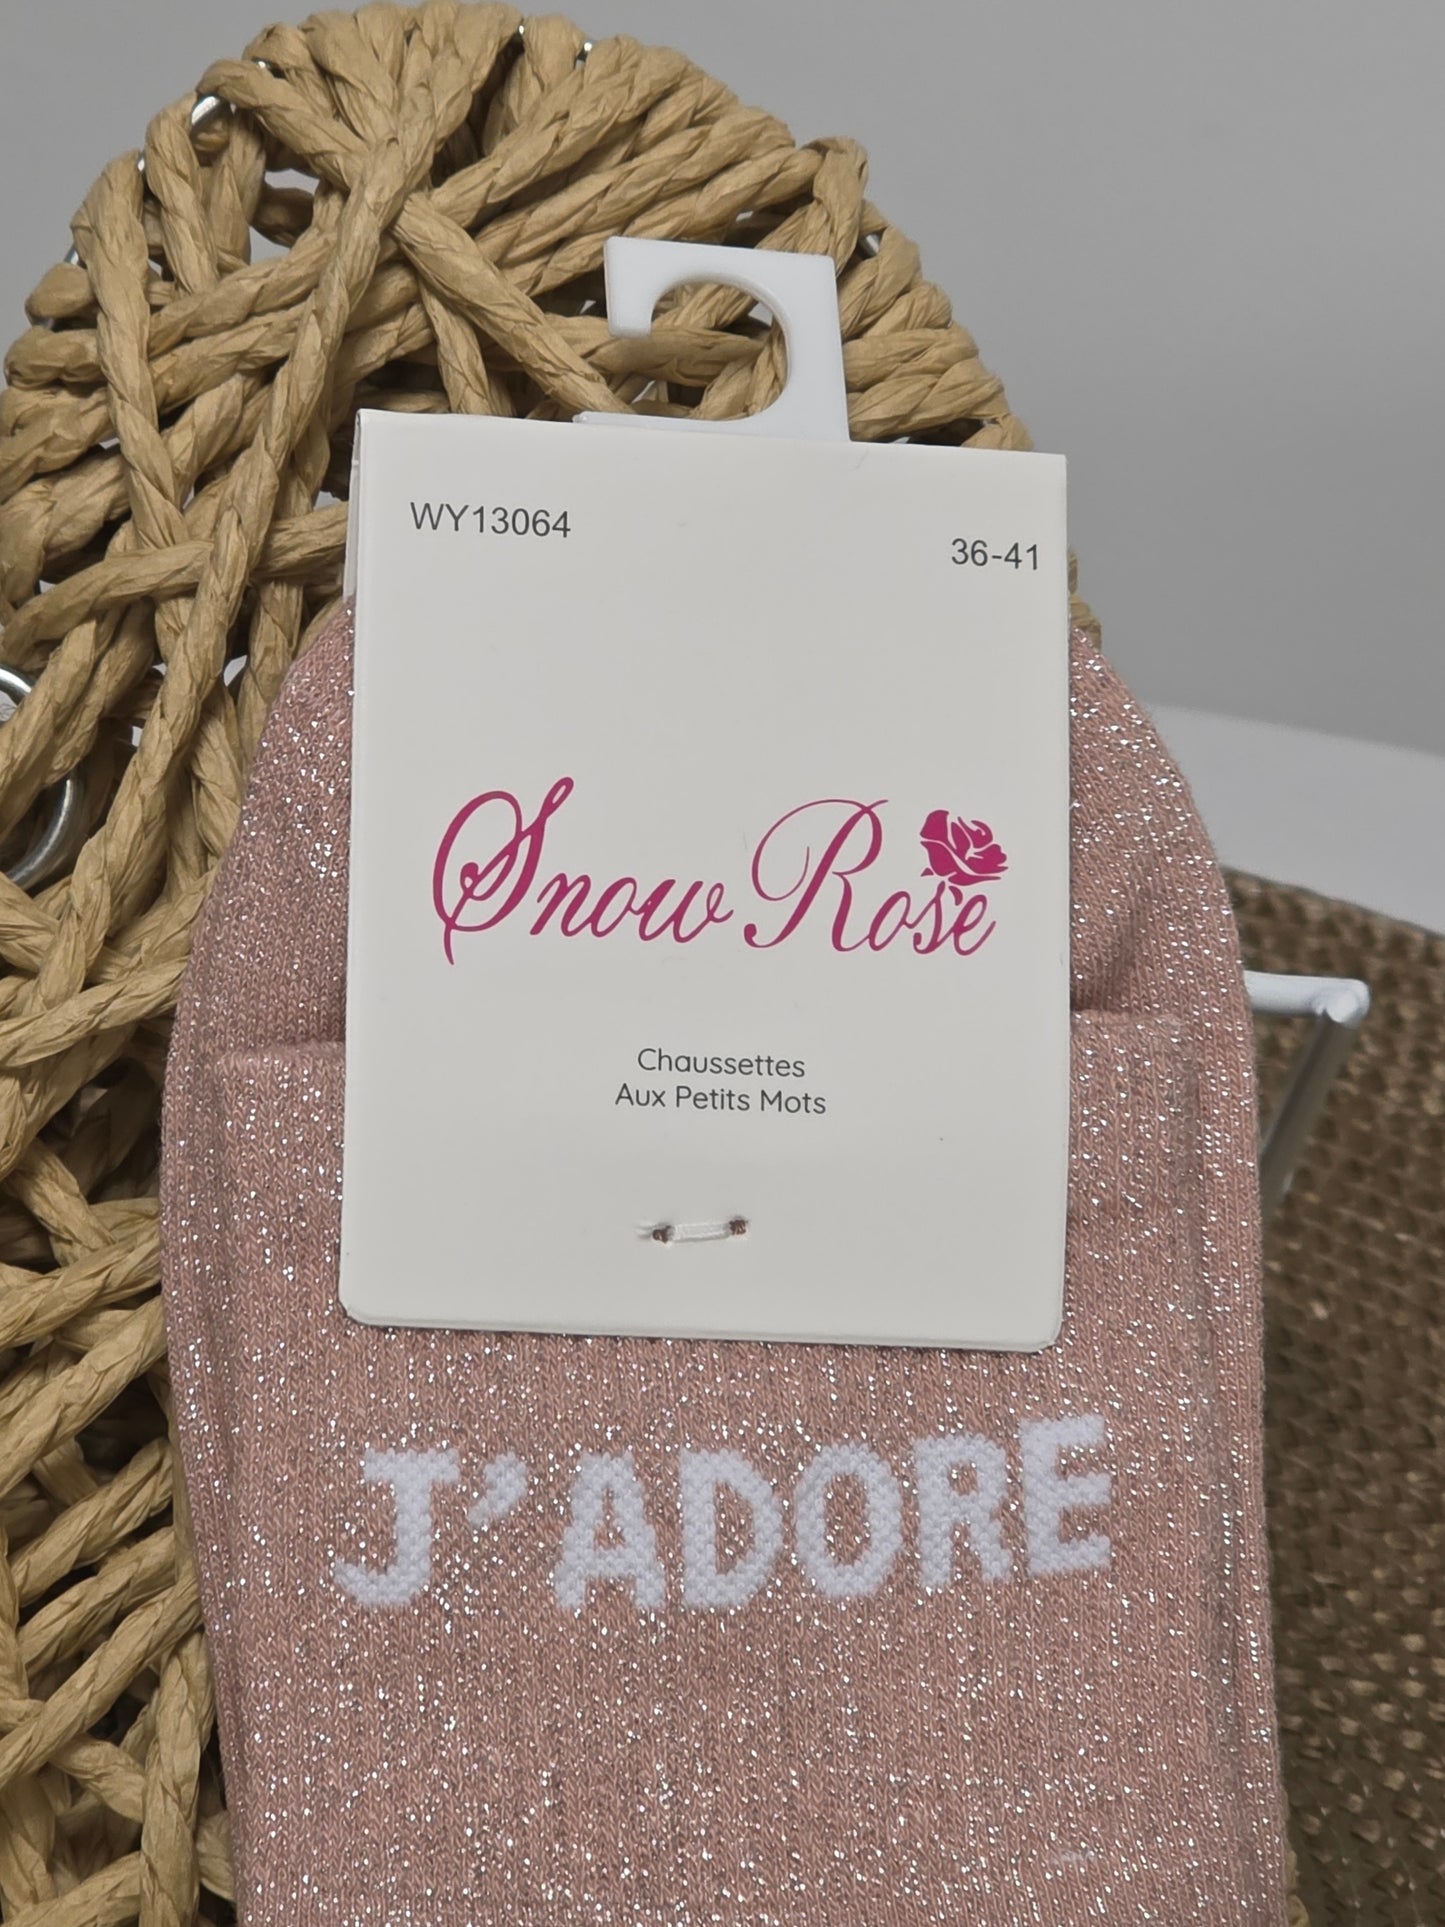 WY13064
36-41
Snow Rose
Chaussettes
Aux Petits Mots
J'ADORE